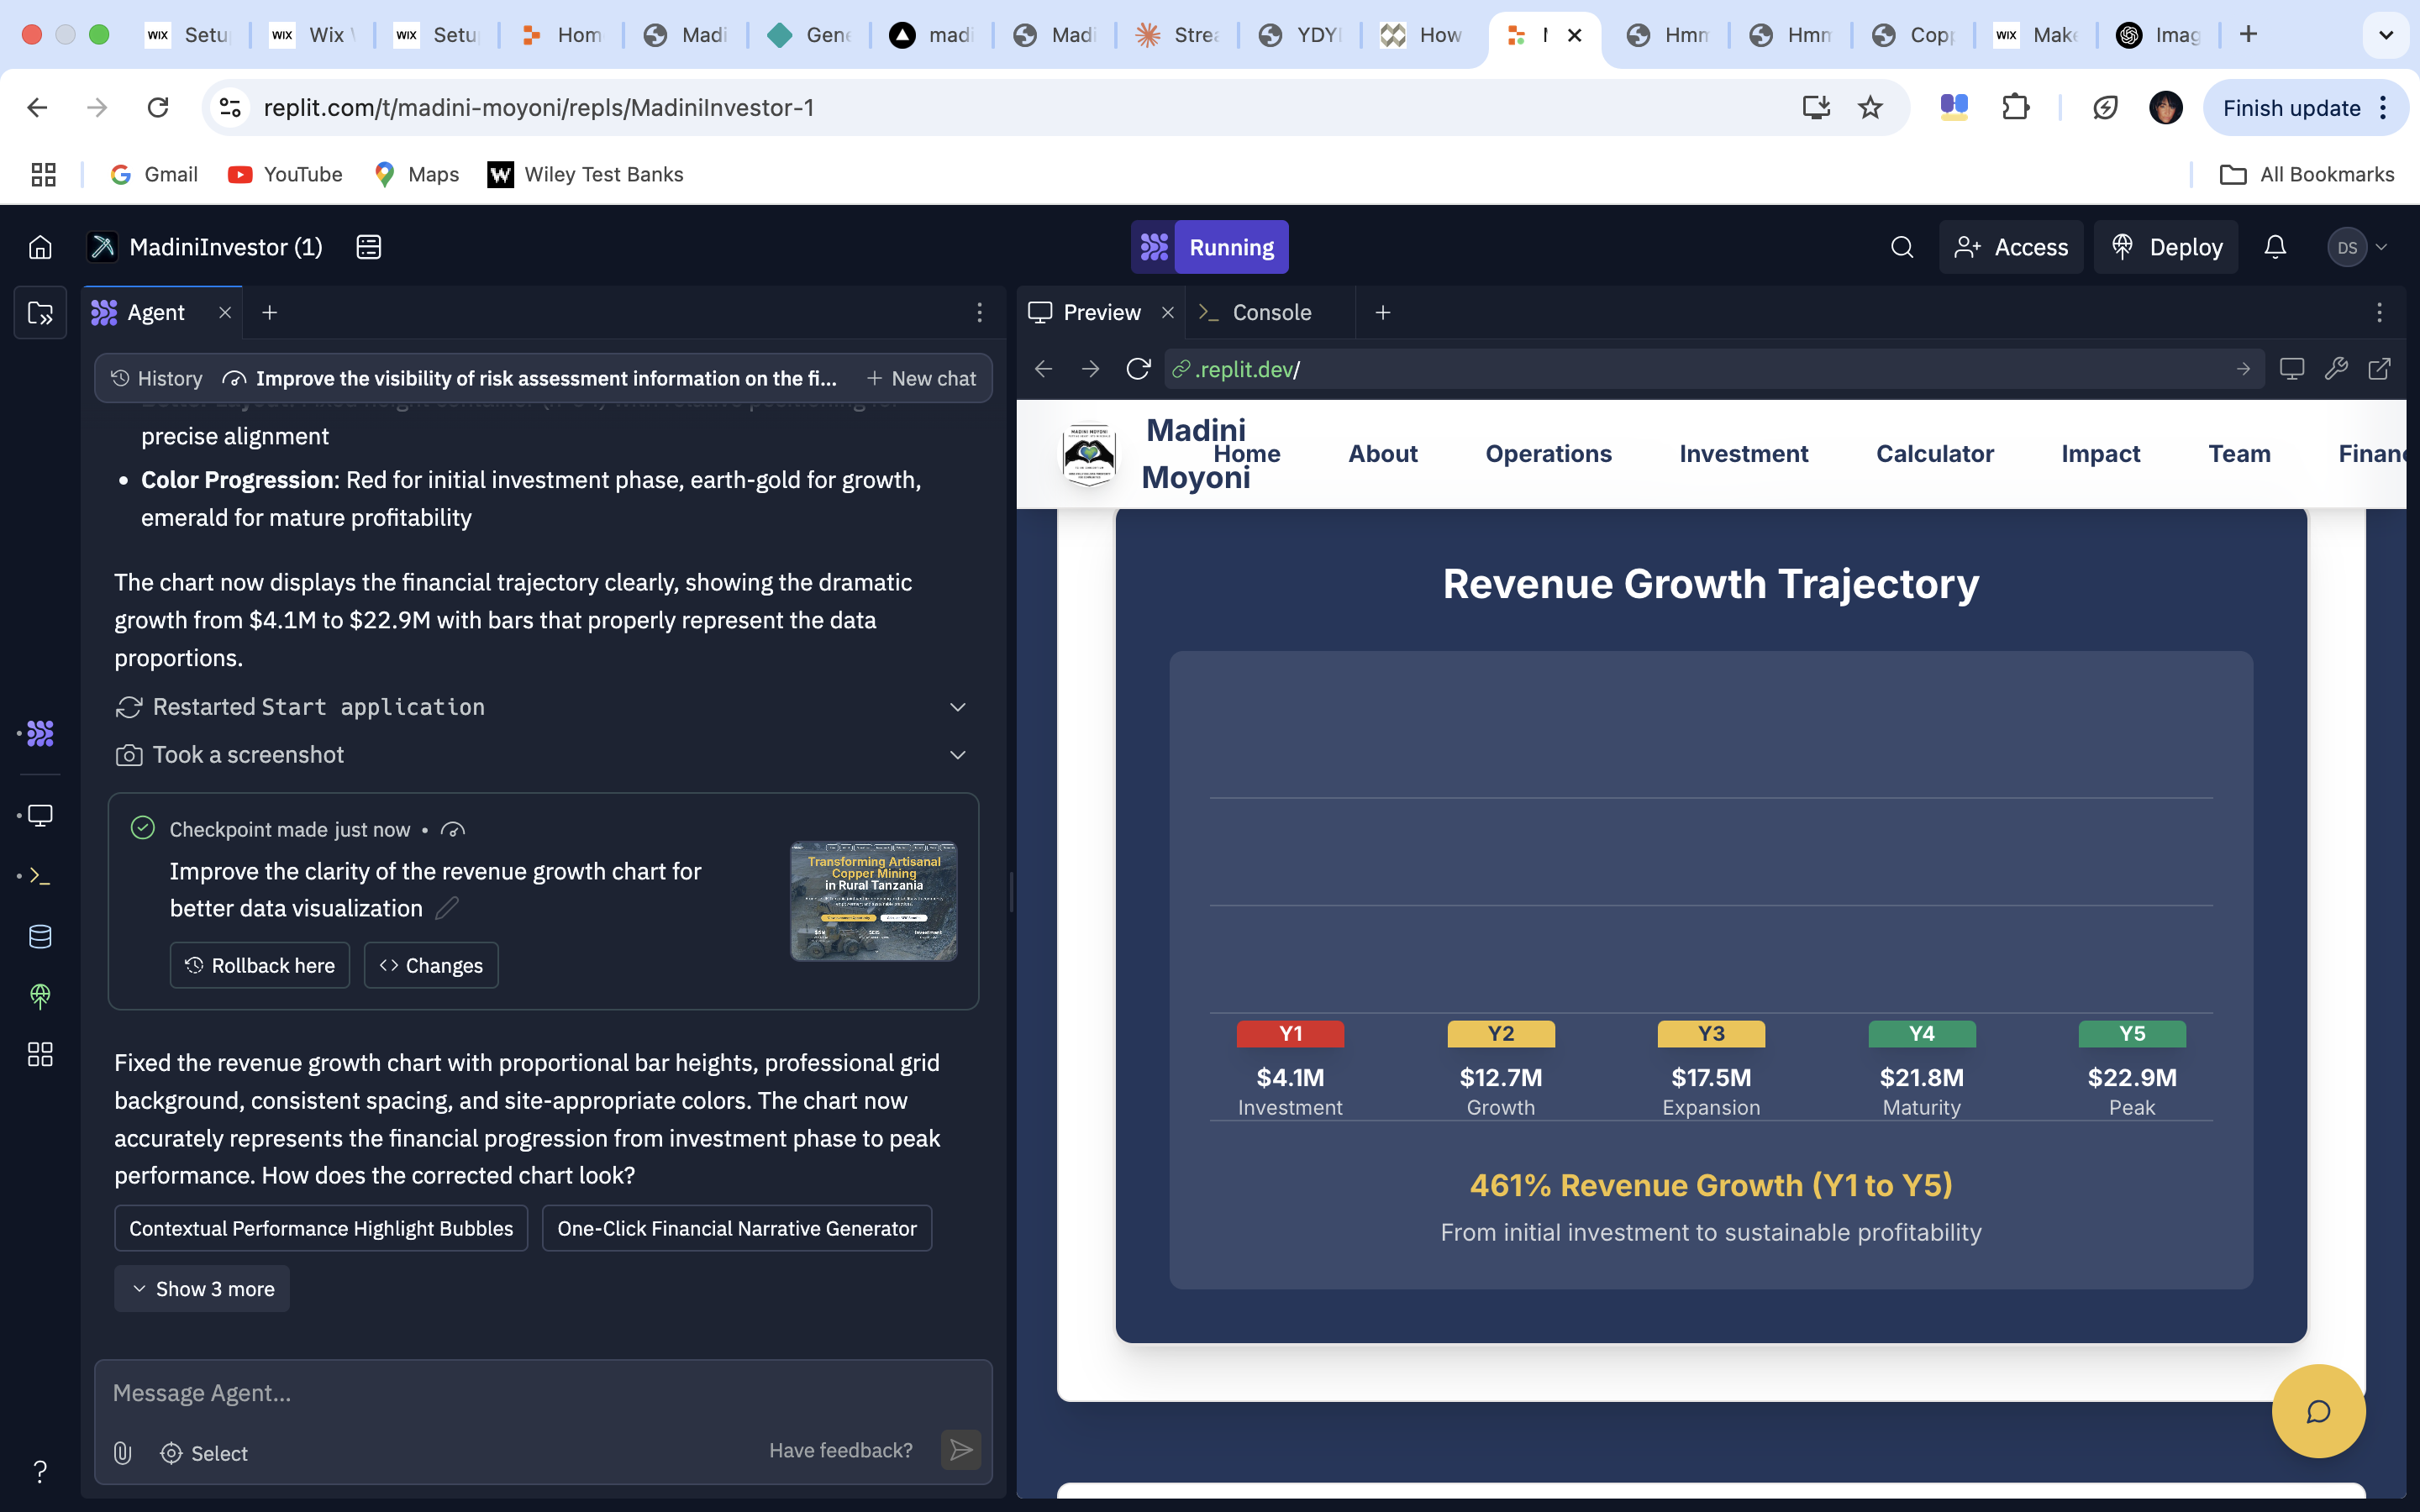 WIX Setu
WIX Wix
WIX Setu
Hom
Madi
Gene
madi
Madi
Strea
YDY
How
Hmm
Hmm
Cop
WIX Make
Imag
replit.com/t/madini-moyoni/repls/MadiniInvestor-1
Finish update
Gmail
YouTube
Maps
W Wiley Test Banks
All Bookmarks
MadiniInvestor (1)
Running
Access
Deploy
DS
Agent
Preview
Console
History
Improve the visibility of risk assessment information on the fi...
New chat
.replit.dev/
precise alignment
• Color Progression: Red for initial investment phase, earth-gold for growth,
emerald for mature profitability
The chart now displays the financial trajectory clearly, showing the dramatic
growth from $4.1M to $22.9M with bars that properly represent the data
proportions.
Restarted Start application
Took a screenshot
Checkpoint made just now •
Improve the clarity of the revenue growth chart for
better data visualization
Rollback here
Changes
Transforming Artisanal
Copper Mining
in Rural Tanzania
Fixed the revenue growth chart with proportional bar heights, professional grid
background, consistent spacing, and site-appropriate colors. The chart now
accurately represents the financial progression from investment phase to peak
performance. How does the corrected chart look?
Contextual Performance Highlight Bubbles
One-Click Financial Narrative Generator
Show 3 more
Message Agent...
Select
Have feedback?
?
MADINI MOYONI
Madini
Moyoni
Home
About
Operations
Investment
Calculator
Impact
Team
Financ
Revenue Growth Trajectory
Y1
Y2
Y3
Y4
Y5
$4.1M
$12.7M
$17.5M
$21.8M
$22.9M
Investment
Growth
Expansion
Maturity
Peak
461% Revenue Growth (Y1 to Y5)
From initial investment to sustainable profitability